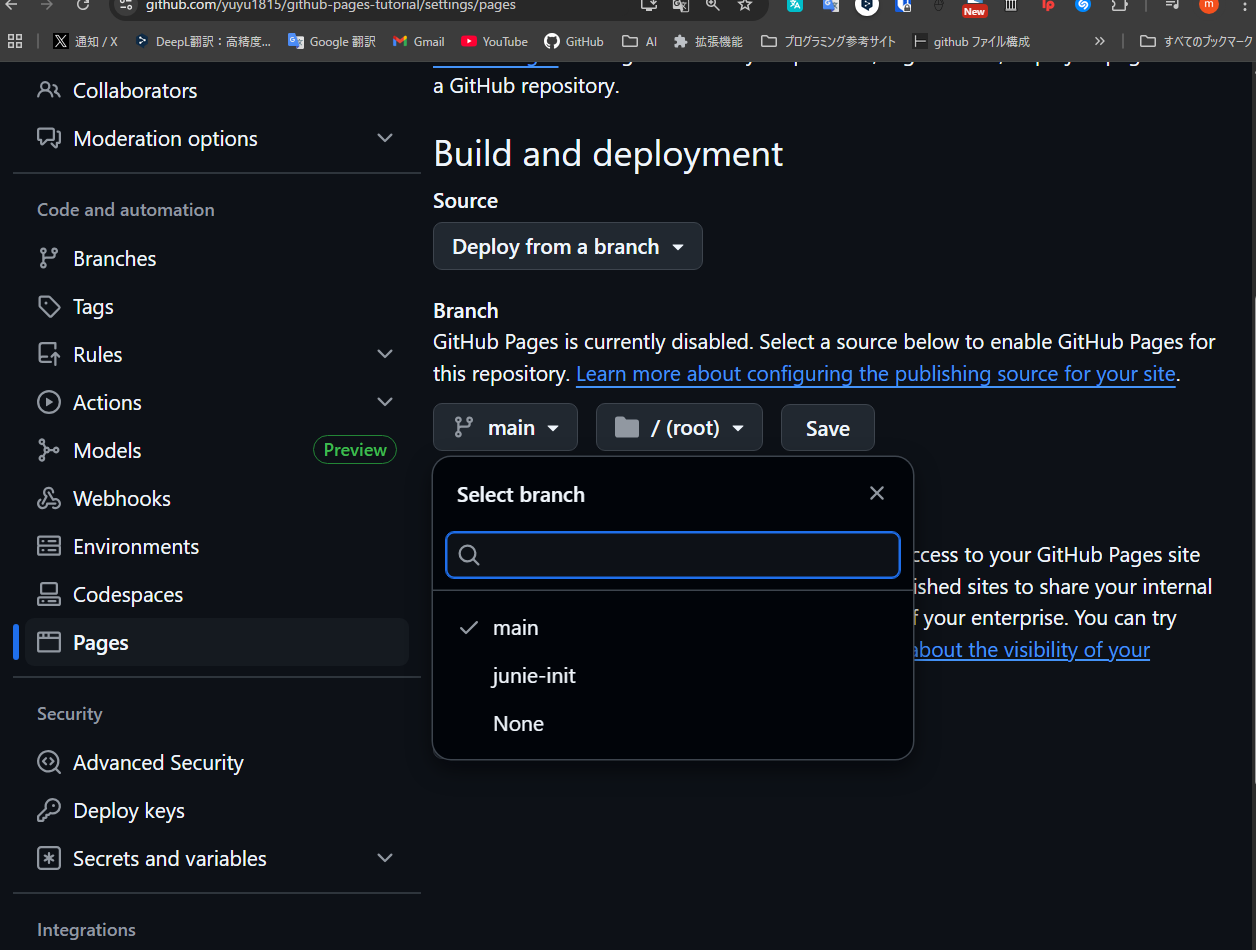 github.com/yuyu1815/github-pages-tutorial/settings/pages
New
m
通知 / X
DeepL翻訳：高精度...
Google 翻訳
Gmail
YouTube
GitHub
AI
拡張機能
プログラミング参考サイト
github ファイル構成
»
すべてのブックマーク
a GitHub repository.
Collaborators
Moderation options
Code and automation
Branches
Tags
Rules
Actions
Models
Preview
Webhooks
Environments
Codespaces
Pages
Security
Advanced Security
Deploy keys
Secrets and variables
Integrations
Build and deployment
Source
Deploy from a branch
Branch
GitHub Pages is currently disabled. Select a source below to enable GitHub Pages for
this repository. Learn more about configuring the publishing source for your site.
main
/ (root)
Save
Select branch
main
junie-init
None
ccess to your GitHub Pages site
ished sites to share your internal
f your enterprise. You can try
about the visibility of your